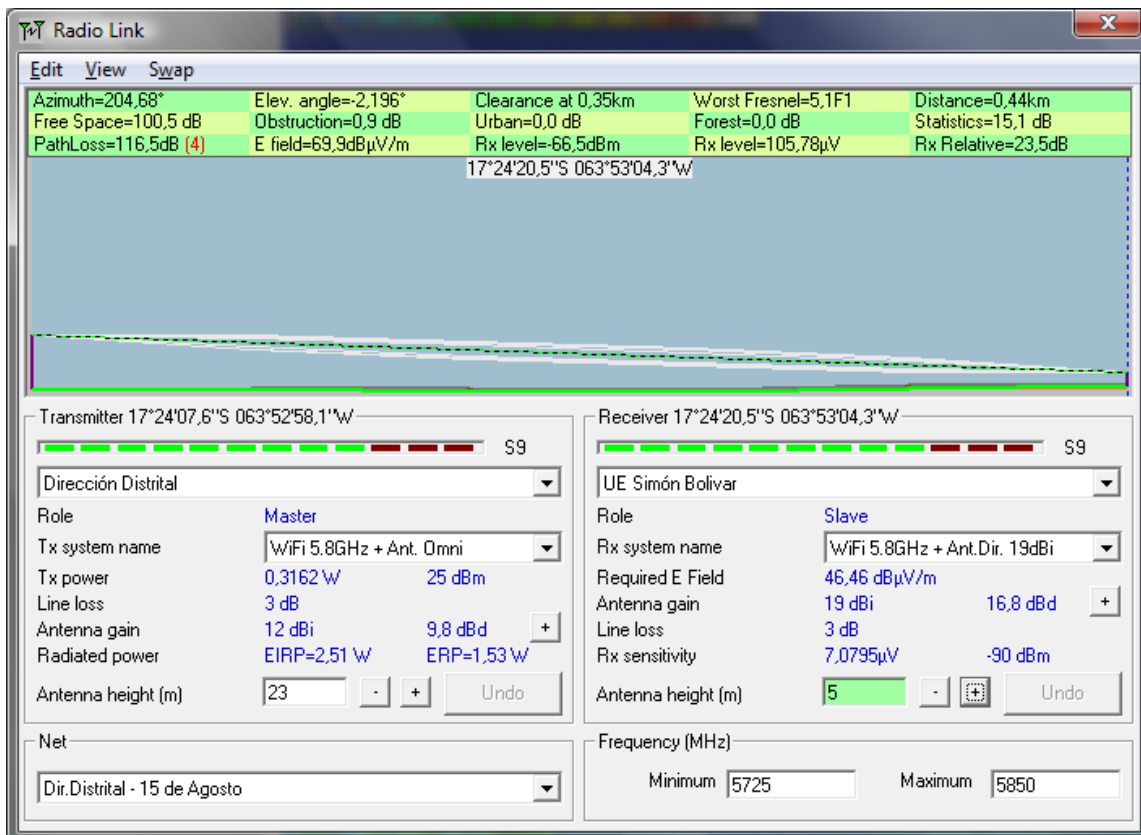 Radio Link
Edit View Swap
Azimuth=204,68° Elev. angle=-2,196° Clearance at 0,35km Worst Fresnel=5,1F1 Distance=0,44km
Free Space=100,5 dB Obstruction=0,9 dB Urban=0,0 dB Forest=0,0 dB Statistics=15,1 dB
PathLoss=116,5dB (4) E field=69,9dBµV/m Rx level=-66,5dBm Rx level=105,78µV Rx Relative=23,5dB
17°24'20,5"S 063°53'04,3"W
Transmitter 17°24'07,6"S 063°52'58,1"W
S9
Dirección Distrital
Role Master
Tx system name WiFi 5.8GHz + Ant. Omni
Tx power 0,3162 W 25 dBm
Line loss 3 dB
Antenna gain 12 dBi 9,8 dBd +
Radiated power EIRP=2,51 W ERP=1,53 W
Antenna height (m) 23 - + Undo
Net
Dir.Distrital - 15 de Agosto
Receiver 17°24'20,5"S 063°53'04,3"W
S9
UE Simón Bolivar
Role Slave
Rx system name WiFi 5.8GHz + Ant.Dir. 19dBi
Required E Field 46,46 dBµV/m
Antenna gain 19 dBi 16,8 dBd +
Line loss 3 dB
Rx sensitivity 7,0795µV -90 dBm
Antenna height (m) 5 - + Undo
Frequency (MHz)
Minimum 5725 Maximum 5850